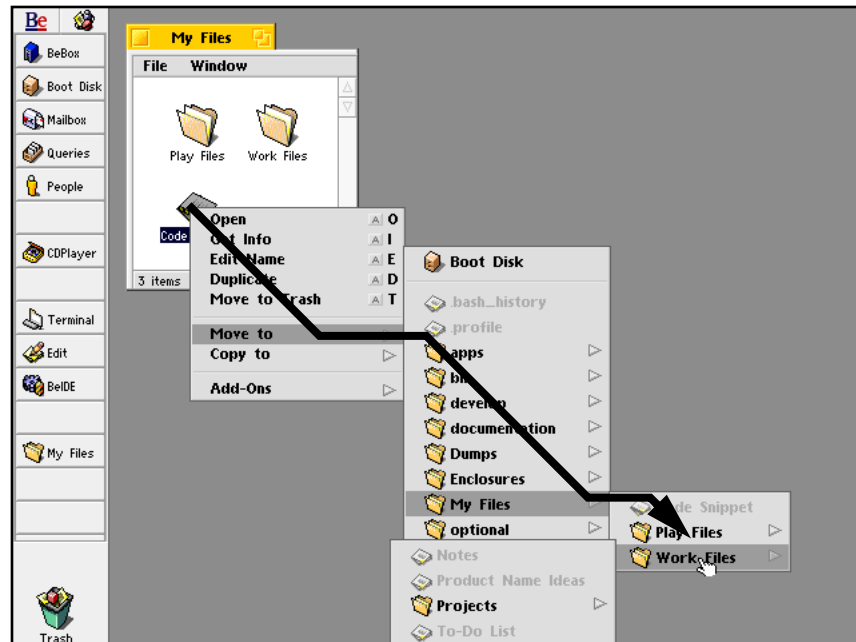 Be
BeBox
Boot Disk
Mailbox
Queries
People
CDPlayer
Terminal
Edit
BeIDE
My Files
Trash
My Files
File Window
Play Files Work Files
Code
3 items
Open A O
Get Info A I
Edit Name A E
Duplicate A D
Move to Trash A T
Move to
Copy to
Add-Ons
Boot Disk
.bash_history
.profile
apps
develop
documentation
Dumps
Enclosures
My Files
optional
Code Snippet
Play Files
Work Files
Notes
Product Name Ideas
Projects
To-Do List